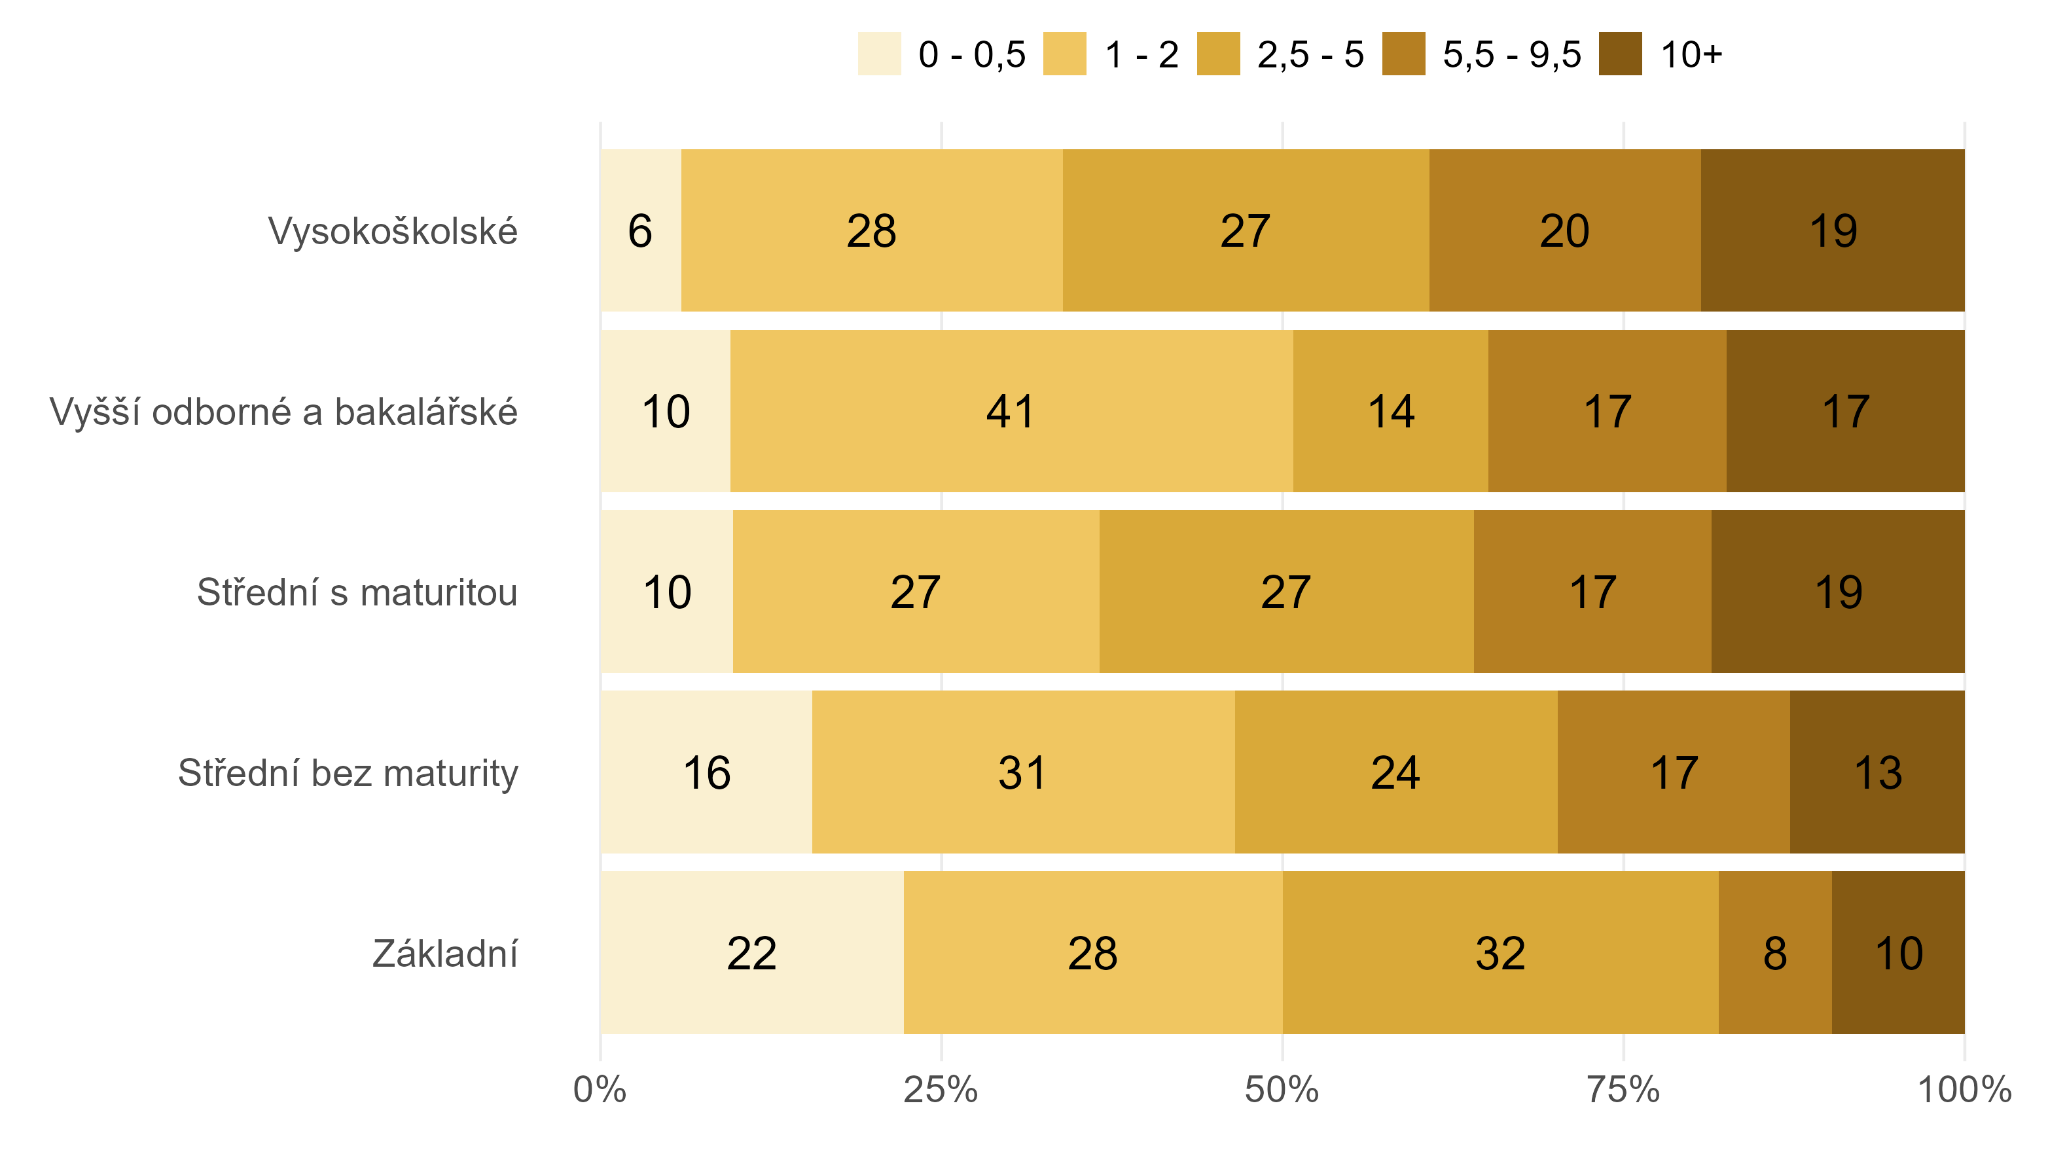 0 - 0,5 1 - 2 2,5 - 5 5,5 - 9,5 10+
Vysokoškolské 6 28 27 20 19
Vyšší odborné a bakalářské 10 41 14 17 17
Střední s maturitou 10 27 27 17 19
Střední bez maturity 16 31 24 17 13
Základní 22 28 32 8 10
0% 25% 50% 75% 100%